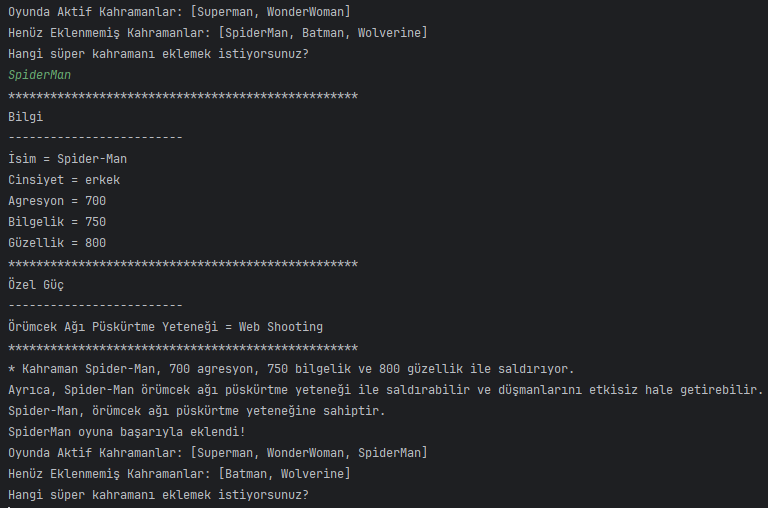 Oyunda Aktif Kahramanlar: [Superman, WonderWoman]
Henüz Eklenmemiş Kahramanlar: [SpiderMan, Batman, Wolverine]
Hangi süper kahramanı eklemek istiyorsunuz?
SpiderMan
**************************************************
Bilgi
-------------------------
İsim = Spider-Man
Cinsiyet = erkek
Agresyon = 700
Bilgelik = 750
Güzellik = 800
**************************************************
Özel Güç
-------------------------
Örümcek Ağı Püskürtme Yeteneği = Web Shooting
**************************************************
* Kahraman Spider-Man, 700 agresyon, 750 bilgelik ve 800 güzellik ile saldırıyor.
Ayrıca, Spider-Man örümcek ağı püskürtme yeteneği ile saldırabilir ve düşmanlarını etkisiz hale getirebilir.
Spider-Man, örümcek ağı püskürtme yeteneğine sahiptir.
SpiderMan oyuna başarıyla eklendi!
Oyunda Aktif Kahramanlar: [Superman, WonderWoman, SpiderMan]
Henüz Eklenmemiş Kahramanlar: [Batman, Wolverine]
Hangi süper kahramanı eklemek istiyorsunuz?